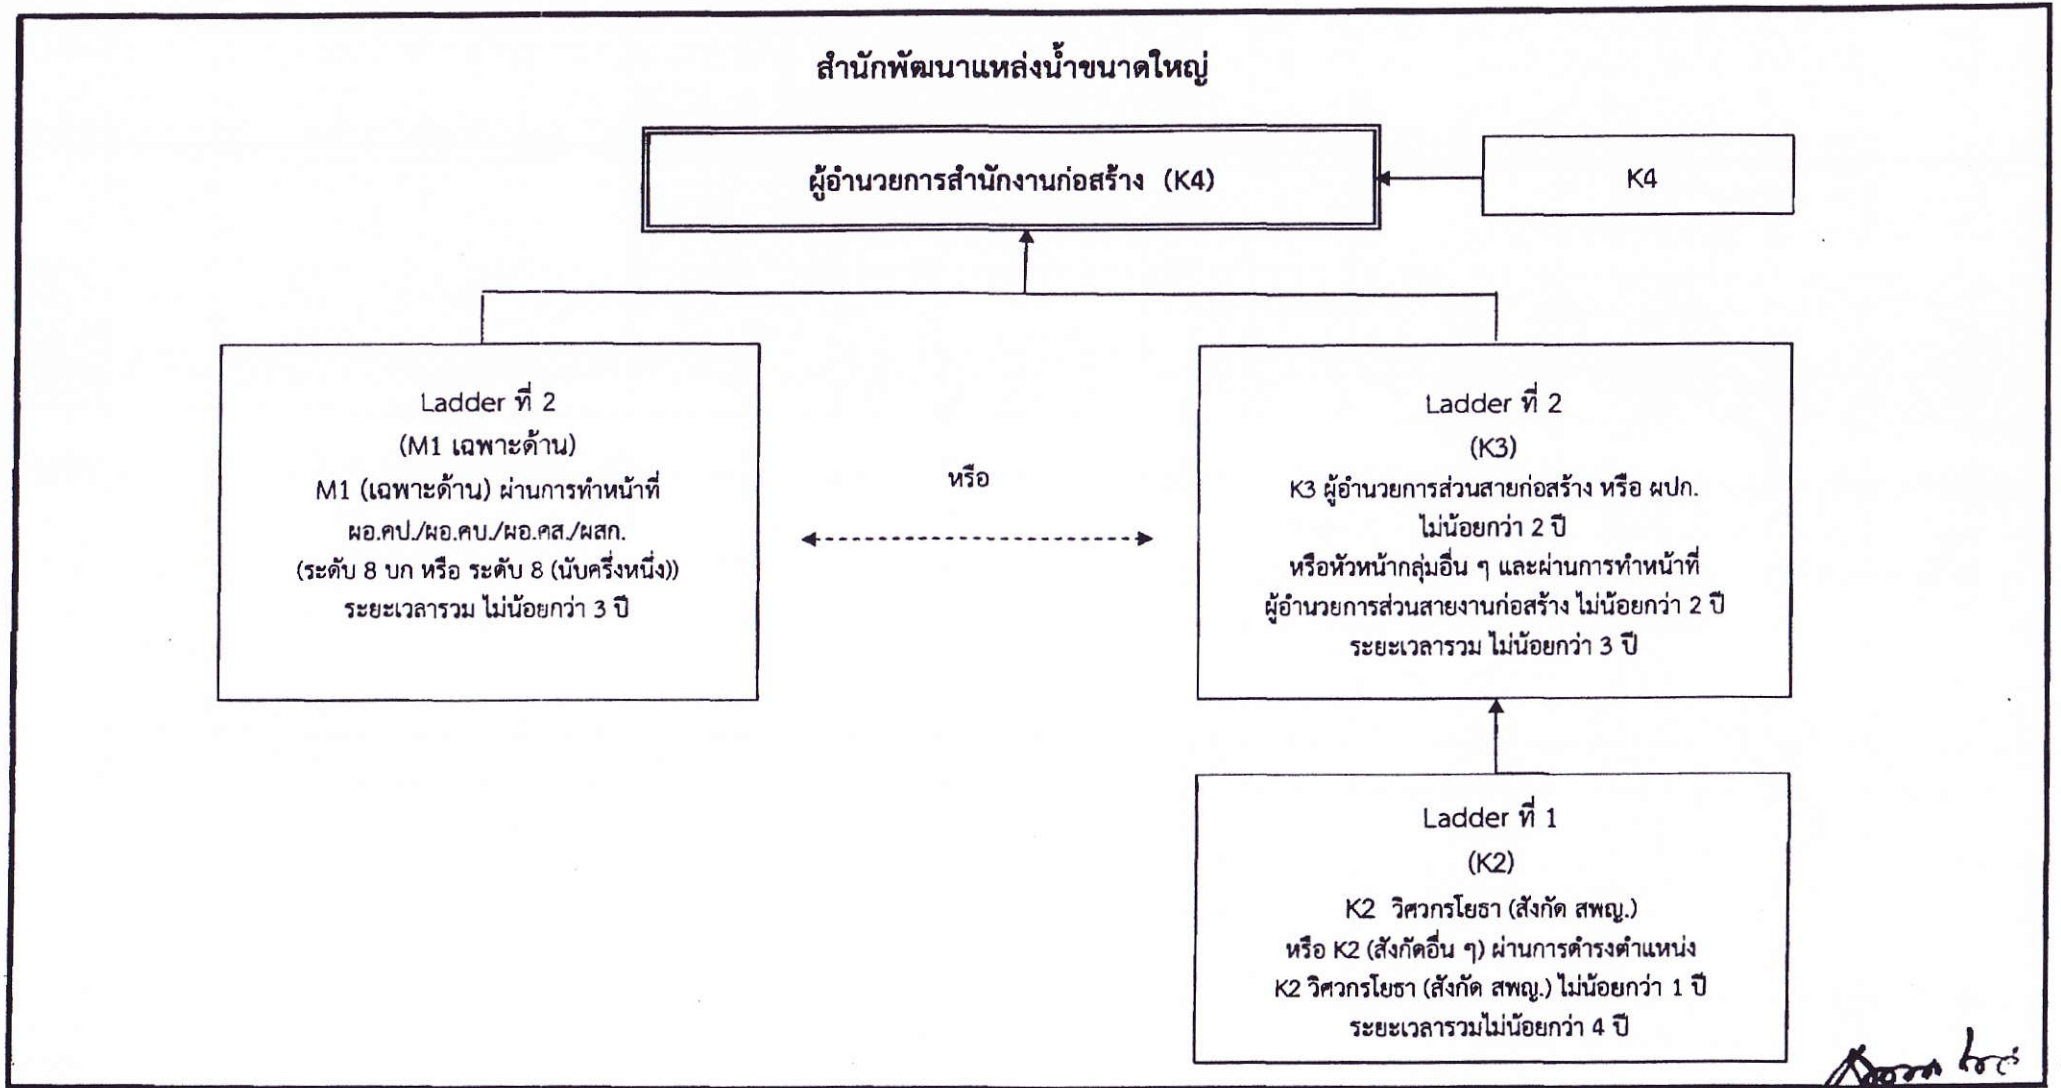 สำนักพัฒนาแหล่งน้ำขนาดใหญ่
ผู้อำนวยการสำนักงานก่อสร้าง (K4)
K4
Ladder ที่ 2
(M1 เฉพาะด้าน)
M1 (เฉพาะด้าน) ผ่านการทำหน้าที่
ผอ.คป./ผอ.คบ./ผอ.คส./ผสก.
(ระดับ 8 บก หรือ ระดับ 8 (นับครึ่งหนึ่ง))
ระยะเวลารวม ไม่น้อยกว่า 3 ปี
หรือ
Ladder ที่ 2
(K3)
K3 ผู้อำนวยการส่วนสายก่อสร้าง หรือ ผปก.
ไม่น้อยกว่า 2 ปี
หรือหัวหน้ากลุ่มอื่น ๆ และผ่านการทำหน้าที่
ผู้อำนวยการส่วนสายงานก่อสร้าง ไม่น้อยกว่า 2 ปี
ระยะเวลารวม ไม่น้อยกว่า 3 ปี
Ladder ที่ 1
(K2)
K2 วิศวกรโยธา (สังกัด สพญ.)
หรือ K2 (สังกัดอื่น ๆ) ผ่านการดำรงตำแหน่ง
K2 วิศวกรโยธา (สังกัด สพญ.) ไม่น้อยกว่า 1 ปี
ระยะเวลารวมไม่น้อยกว่า 4 ปี